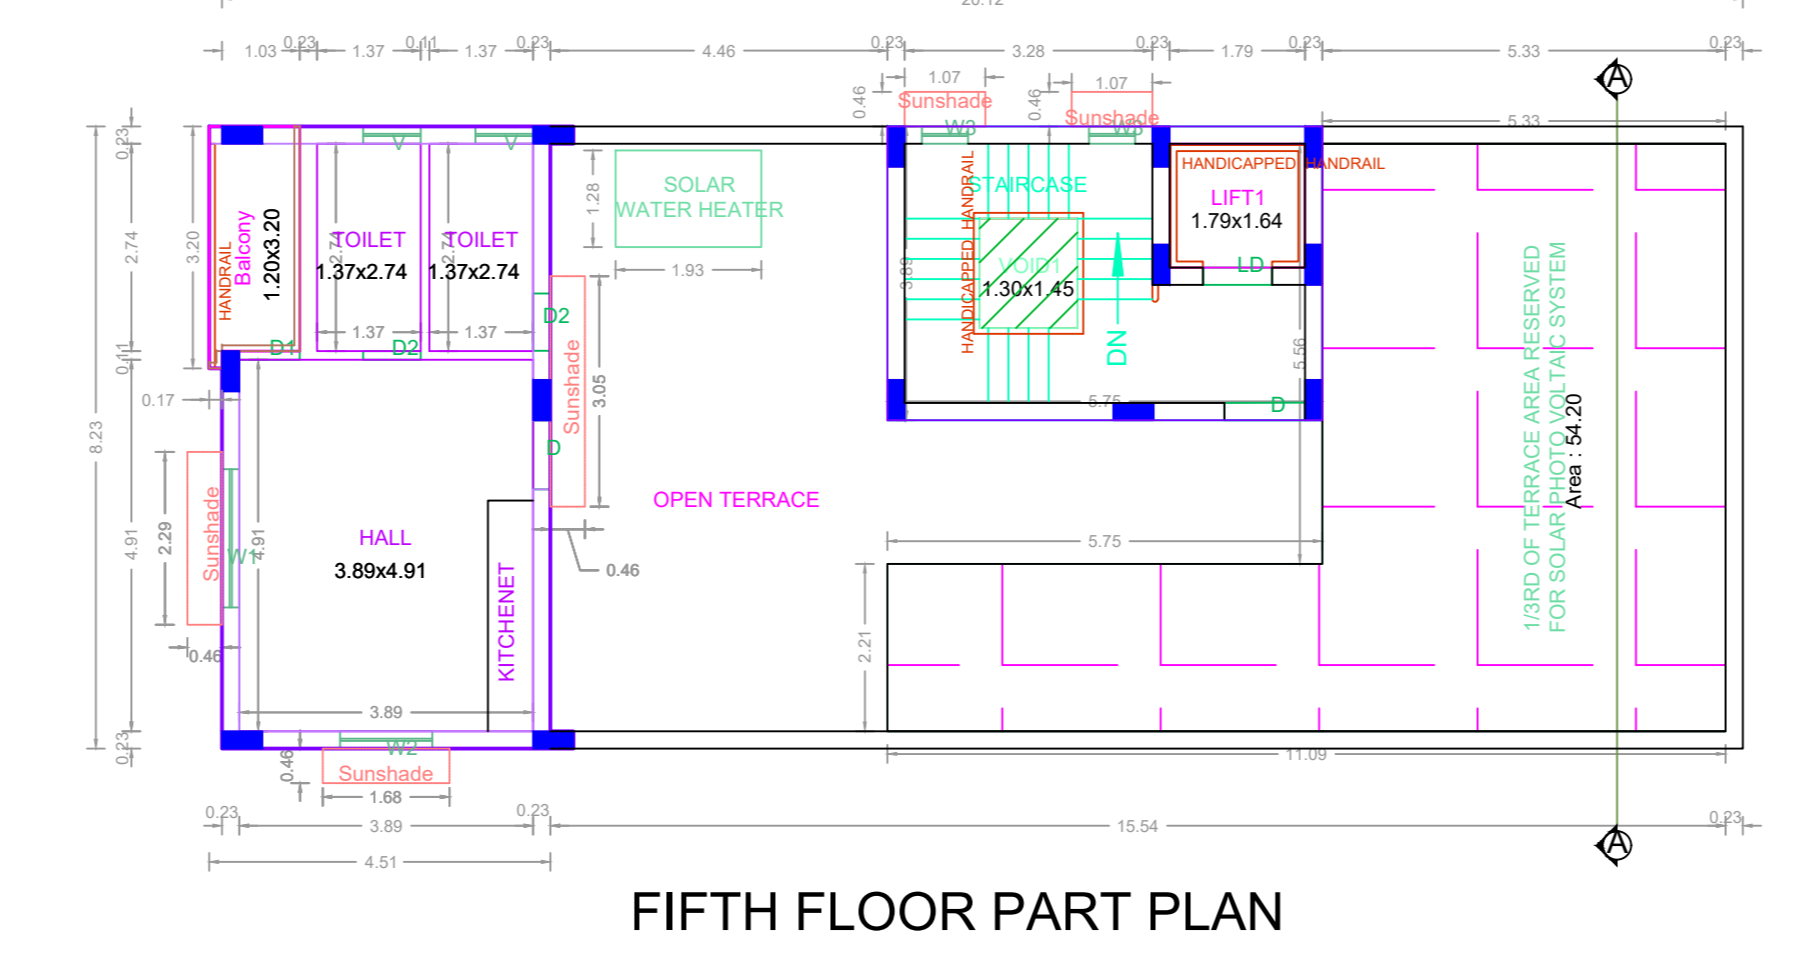 20.12
1.03
0.23
1.37
0.11
1.37
0.23
4.46
0.23
3.28
0.23
1.79
0.23
5.33
0.23
1.07
1.07
0.46
0.46
Sunshade
Sunshade
A
5.33
0.23
V
V
W3
W3
HANDICAPPED HANDRAIL
SOLAR
WATER HEATER
1.28
1.93
STAIRCASE
HANDICAPPED HANDRAIL
LIFT1
1.79x1.64
LD
VOID1
1.30x1.45
3.89
DN
5.56
5.75
D
HANDRAIL
Balcony
1.20x3.20
TOILET
1.37x2.74
2.74
TOILET
1.37x2.74
2.74
1.37
1.37
D1
D2
D2
2.74
3.20
0.11
0.17
8.23
Sunshade
3.05
D
0.46
4.91
2.29
Sunshade
W1
4.91
0.46
HALL
3.89x4.91
KITCHENET
3.89
OPEN TERRACE
5.75
2.21
1/3RD OF TERRACE AREA RESERVED
FOR SOLAR PHOTO VOLTAIC SYSTEM
Area : 54.20
0.23
W2
0.46
Sunshade
1.68
11.09
0.23
3.89
0.23
15.54
0.23
A
4.51
FIFTH FLOOR PART PLAN